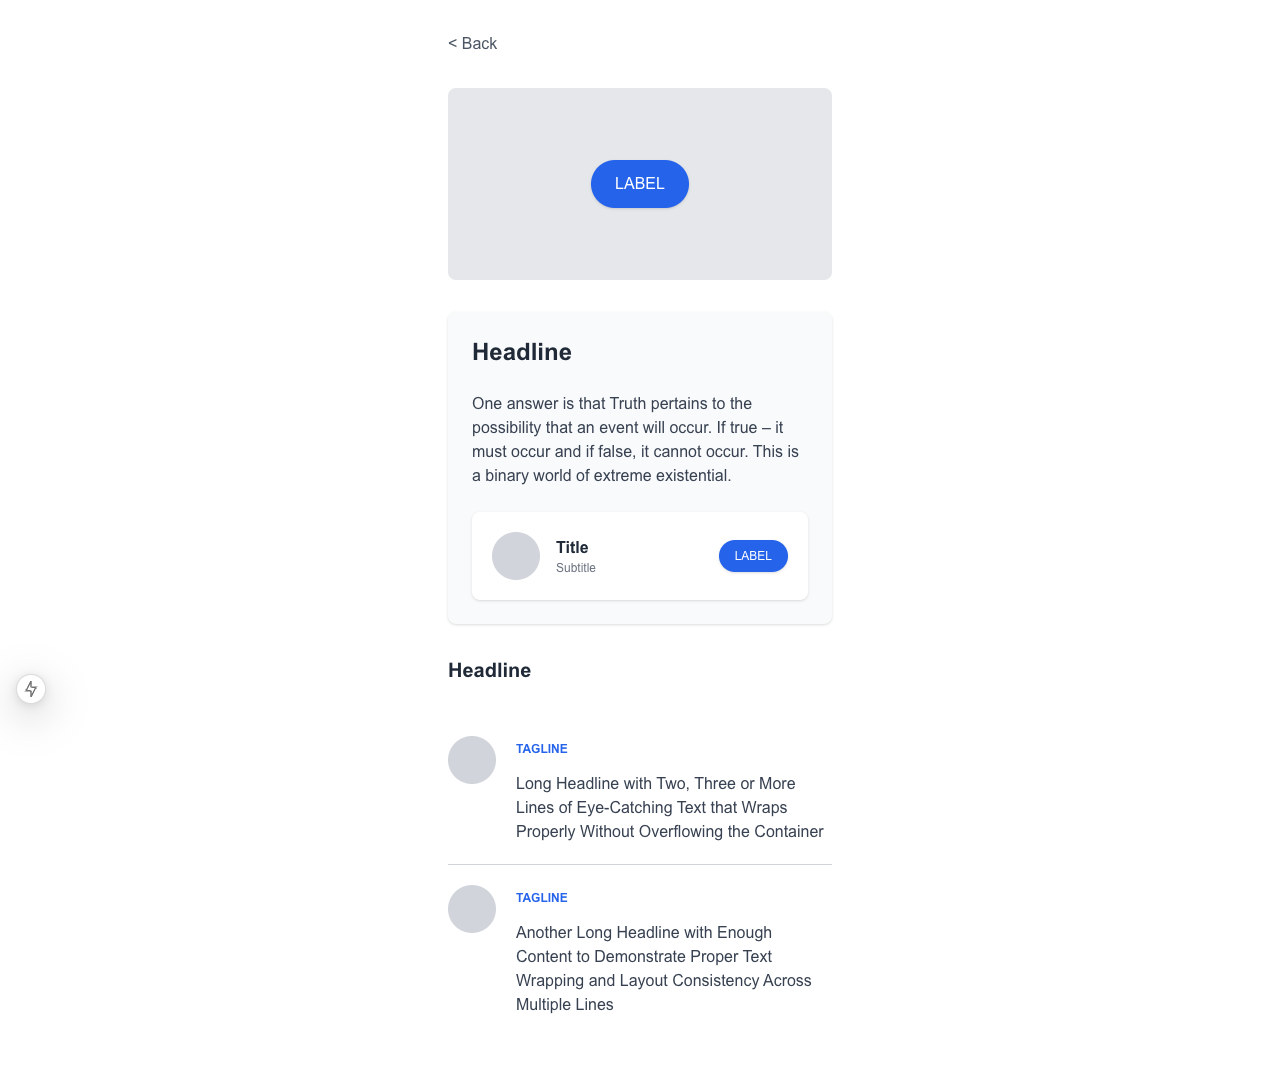 < Back
LABEL
Headline
One answer is that Truth pertains to the
possibility that an event will occur. If true – it
must occur and if false, it cannot occur. This is
a binary world of extreme existential.
Title
Subtitle
LABEL
Headline
TAGLINE
Long Headline with Two, Three or More
Lines of Eye-Catching Text that Wraps
Properly Without Overflowing the Container
TAGLINE
Another Long Headline with Enough
Content to Demonstrate Proper Text
Wrapping and Layout Consistency Across
Multiple Lines